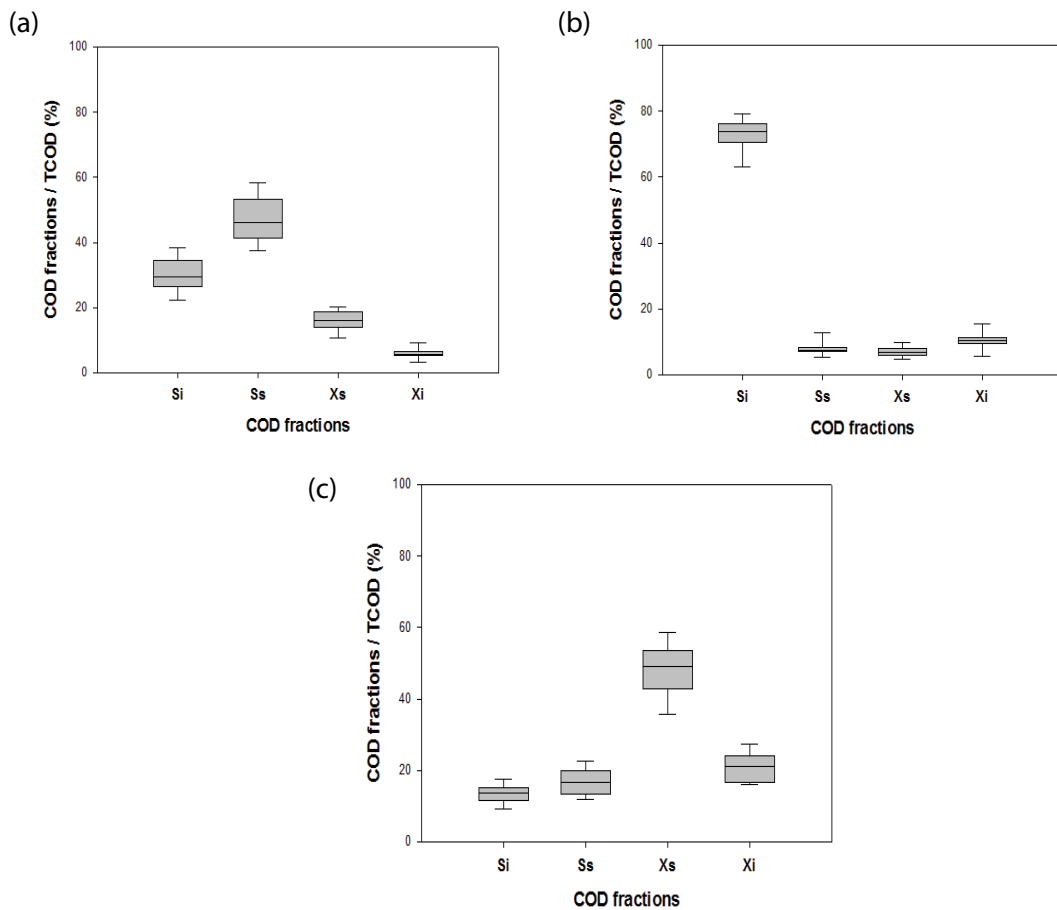 (a)
100
80
60
40
20
0
COD fractions / TCOD (%)
Si Ss Xs Xi
COD fractions
(b)
100
80
60
40
20
0
COD fractions / TCOD (%)
Si Ss Xs Xi
COD fractions
(c)
100
80
60
40
20
0
COD fractions / TCOD (%)
Si Ss Xs Xi
COD fractions